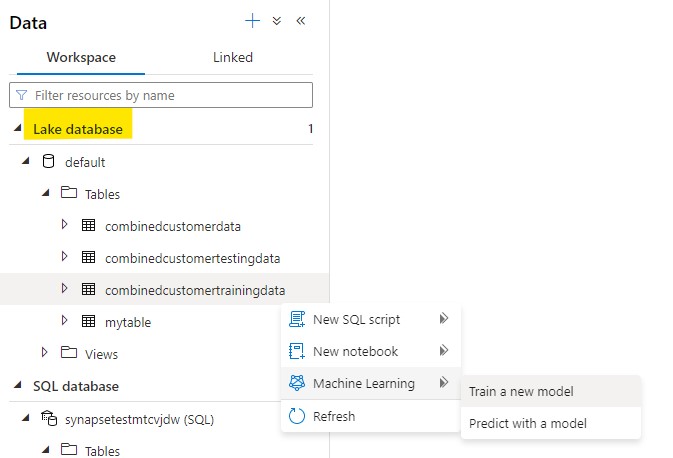 Data
Workspace Linked
Filter resources by name
Lake database 1
default
Tables
combinedcustomerdata
combinedcustomertestingdata
combinedcustomertrainingdata
mytable
Views
SQL database
synapsetestmtcvjdw (SQL)
Tables
New SQL script
New notebook
Machine Learning
Refresh
Train a new model
Predict with a model